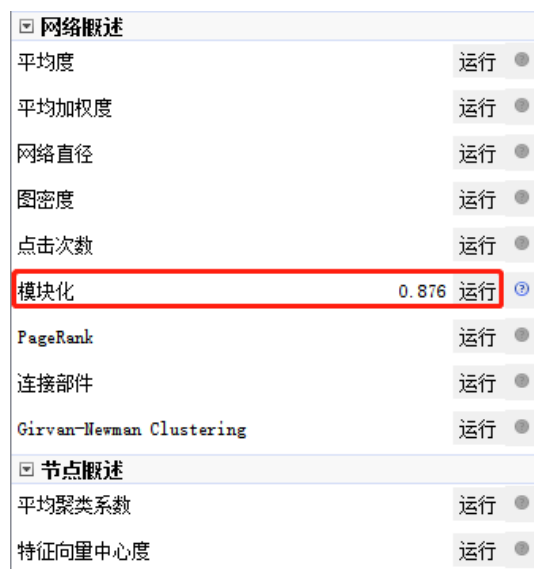 网络概述
平均度 运行
平均加权度 运行
网络直径 运行
图密度 运行
点击次数 运行
模块化 0.876 运行
PageRank 运行
连接部件 运行
Girvan-Newman Clustering 运行
节点概述
平均聚类系数 运行
特征向量中心度 运行